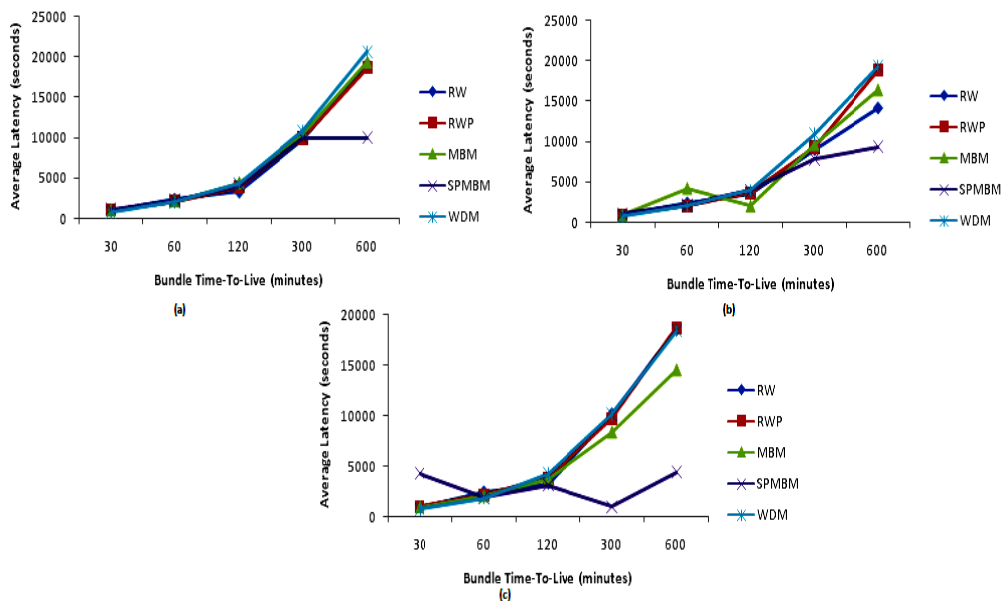 25000
20000
15000
10000
5000
0
Average Latency (seconds)
30 60 120 300 600
Bundle Time-To-Live (minutes)
RW
RWP
MBM
SPMBM
WDM
(a)
25000
20000
15000
10000
5000
0
Average Latency (seconds)
30 60 120 300 600
Bundle Time-To-Live (minutes)
RW
RWP
MBM
SPMBM
WDM
(b)
20000
15000
10000
5000
0
Average Latency (seconds)
30 60 120 300 600
Bundle Time-To-Live (minutes)
RW
RWP
MBM
SPMBM
WDM
(c)